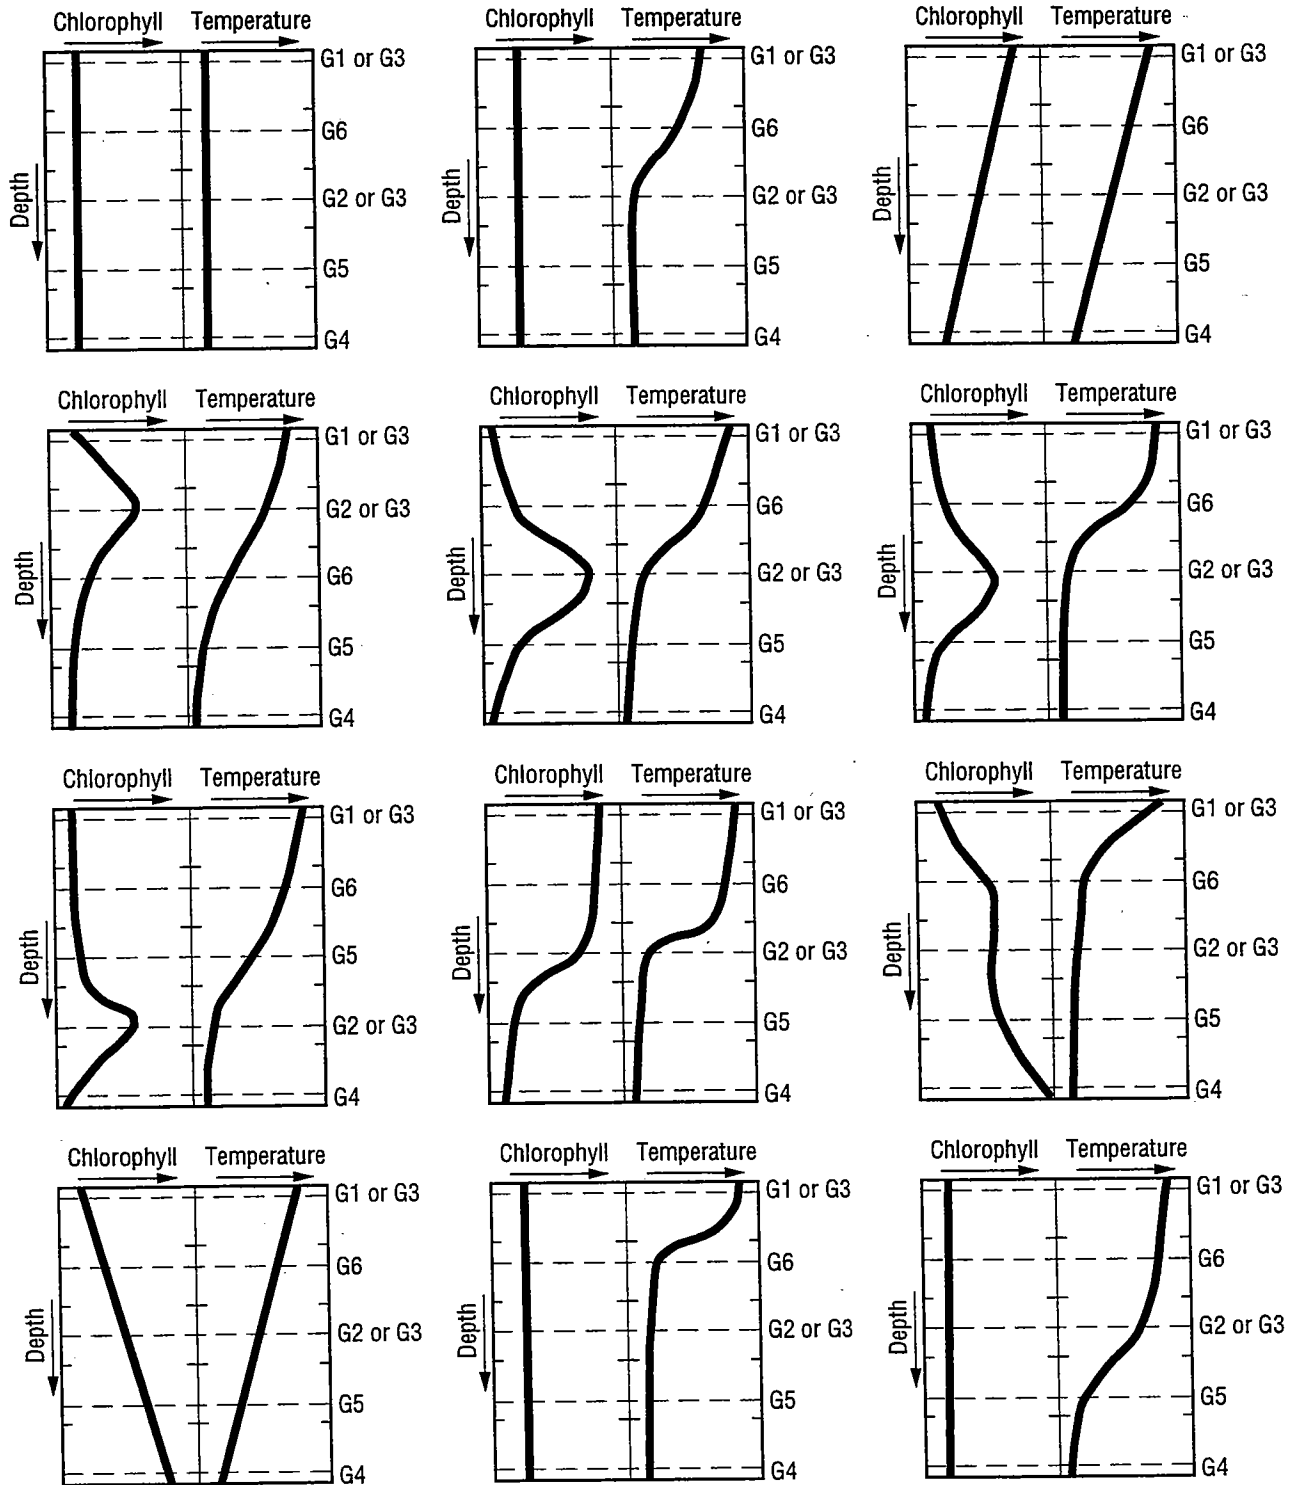 Chlorophyll Temperature Chlorophyll Temperature Chlorophyll Temperature
G1 or G3 G1 or G3 G1 or G3
G6 G6 G6
Depth Depth Depth
G2 or G3 G2 or G3 G2 or G3
G5 G5 G5
G4 G4 G4
Chlorophyll Temperature Chlorophyll Temperature Chlorophyll Temperature
G1 or G3 G1 or G3 G1 or G3
G2 or G3 G6 G6
Depth Depth Depth
G6 G2 or G3 G2 or G3
G5 G5 G5
G4 G4 G4
Chlorophyll Temperature Chlorophyll Temperature Chlorophyll Temperature
G1 or G3 G1 or G3 G1 or G3
G6 G6 G6
Depth Depth Depth
G5 G2 or G3 G2 or G3
G2 or G3 G5 G5
G4 G4 G4
Chlorophyll Temperature Chlorophyll Temperature Chlorophyll Temperature
G1 or G3 G1 or G3 G1 or G3
G6 G6 G6
Depth Depth Depth
G2 or G3 G2 or G3 G2 or G3
G5 G5 G5
G4 G4 G4